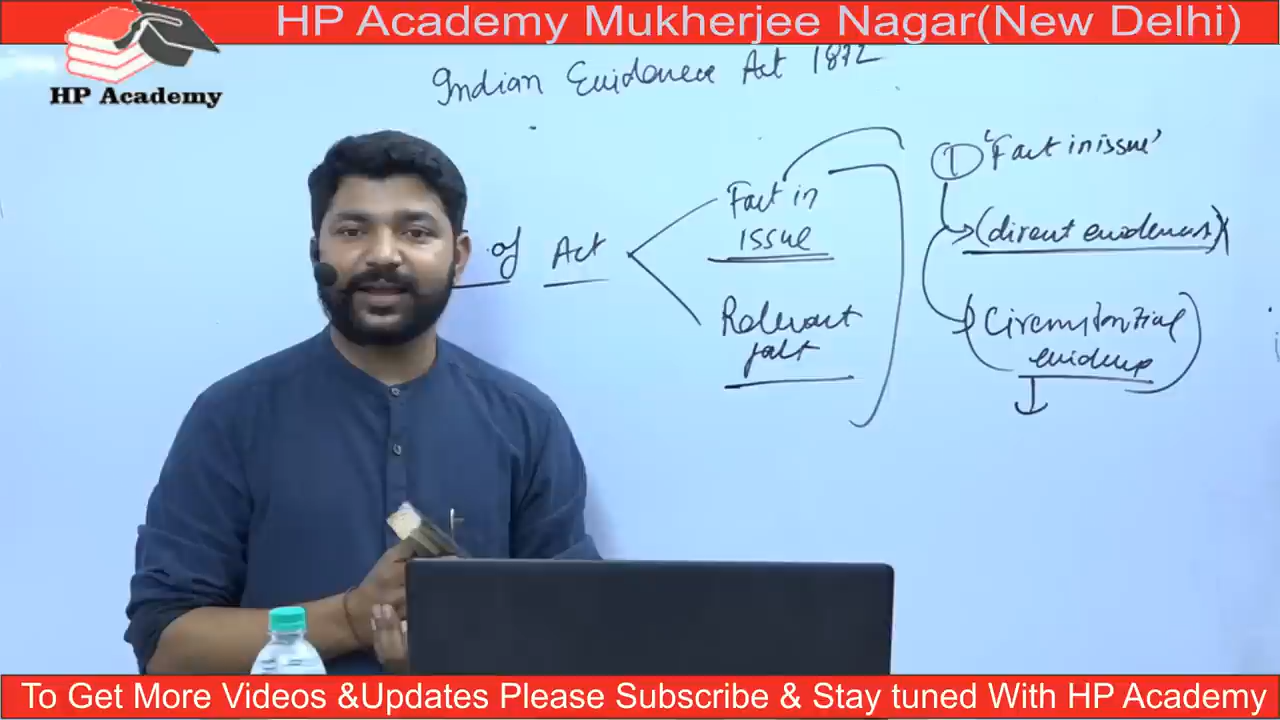 HP Academy Mukherjee Nagar(New Delhi)
HP Academy
Indian Evidence Act 1872
of Act
Fact in
issue
Relevant
fact
① 'Fact in issue'
(direct evidences)
(Circumstantial
evidence)
To Get More Videos &Updates Please Subscribe & Stay tuned With HP Academy